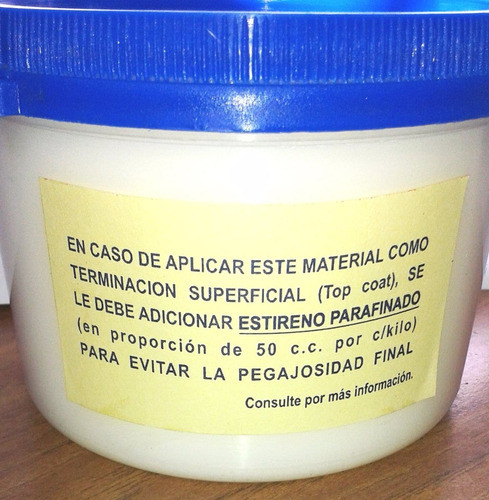 EN CASO DE APLICAR ESTE MATERIAL COMO
TERMINACION SUPERFICIAL (Top coat), SE
LE DEBE ADICIONAR ESTIRENO PARAFINADO
(en proporción de 50 c.c. por c/kilo)
PARA EVITAR LA PEGAJOSIDAD FINAL
Consulte por más información.